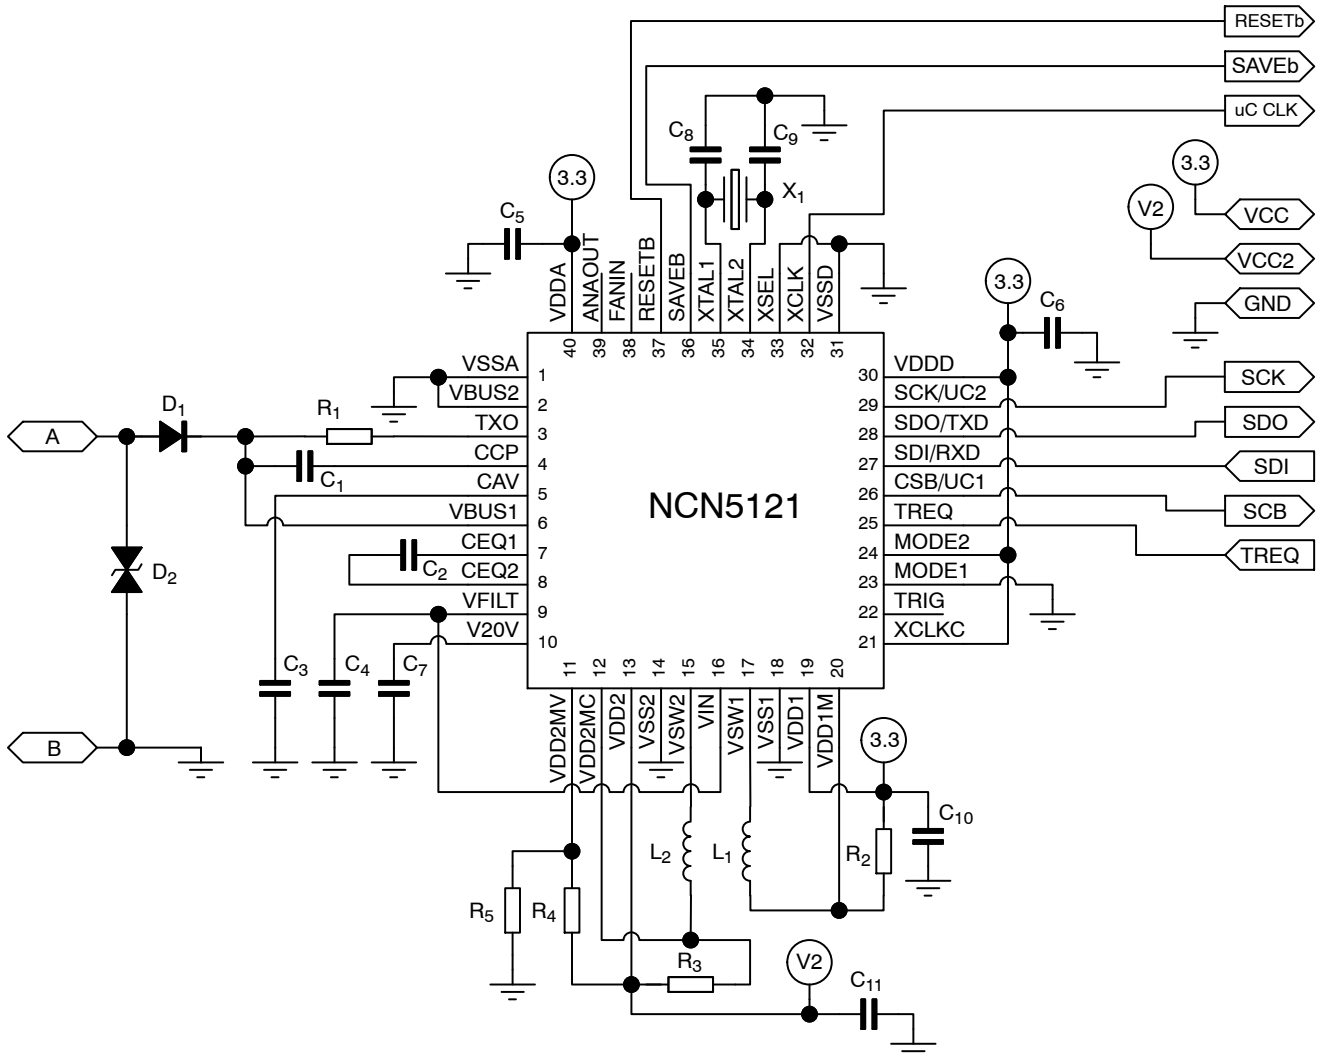 RESETb
SAVEb
uC CLK
C8
C9
X1
3.3
3.3
V2
VCC
VCC2
GND
C5
VDDA
ANAOUT
FANIN
RESETB
SAVEB
XTAL1
XTAL2
XSEL
XCLK
VSSD
3.3
C6
40
39
38
37
36
35
34
33
32
31
VSSA 1
VBUS2 2
TXO 3
CCP 4
CAV 5
VBUS1 6
CEQ1 7
CEQ2 8
VFILT 9
V20V 10
A
D1
R1
C1
D2
C2
C3
C4
C7
B
NCN5121
30 VDDD
29 SCK/UC2
28 SDO/TXD
27 SDI/RXD
26 CSB/UC1
25 TREQ
24 MODE2
23 MODE1
22 TRIG
21 XCLKC
SCK
SDO
SDI
SCB
TREQ
11
12
13
14
15
16
17
18
19
20
VDD2MV
VDD2MC
VDD2
VSS2
VSW2
VIN
VSW1
VSS1
VDD1
VDD1M
3.3
C10
L2
L1
R2
R5
R4
R3
V2
C11